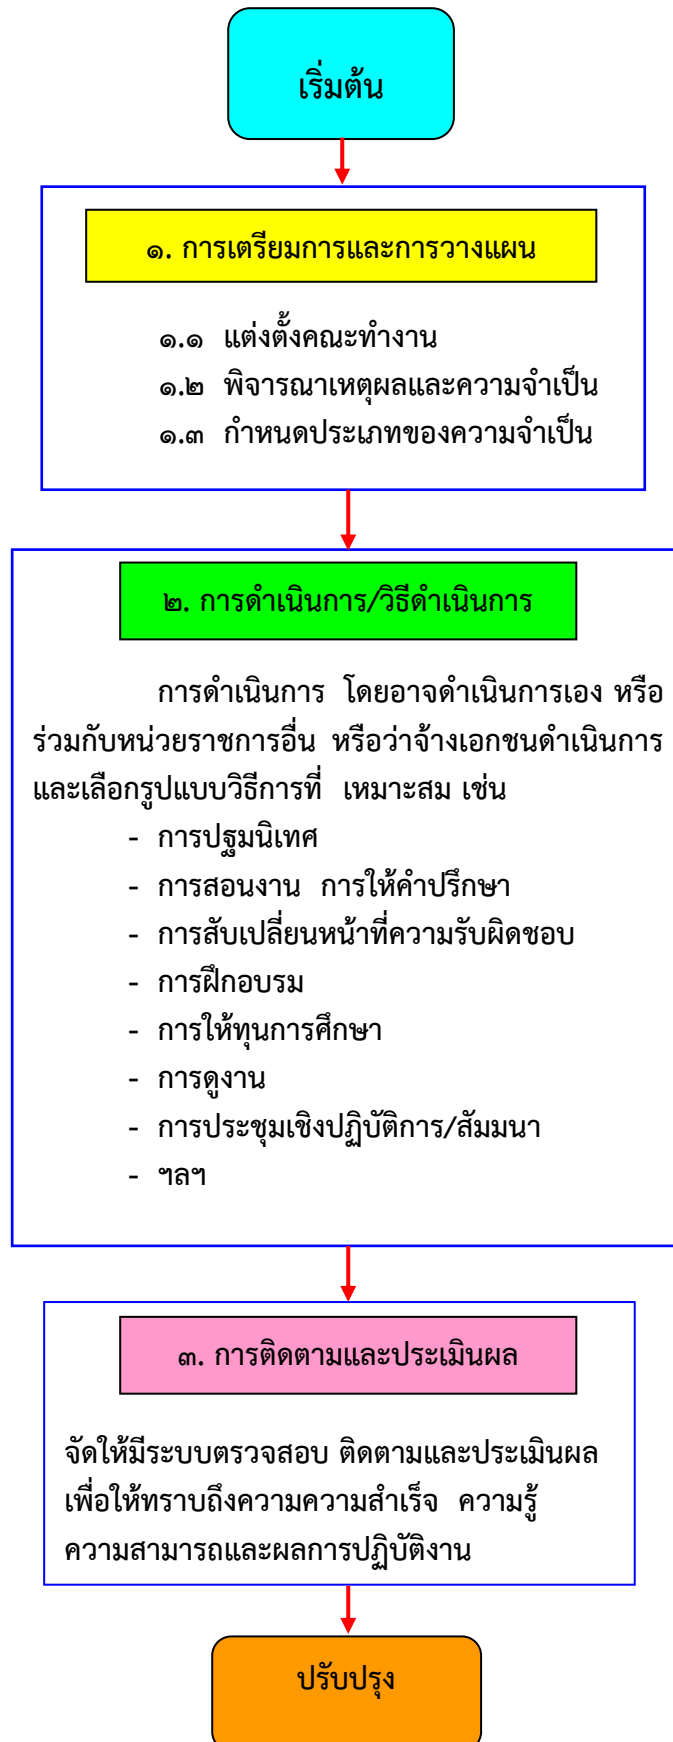 เริ่มต้น
๑. การเตรียมการและการวางแผน
๑.๑ แต่งตั้งคณะทำงาน
๑.๒ พิจารณาเหตุผลและความจำเป็น
๑.๓ กำหนดประเภทของความจำเป็น
๒. การดำเนินการ/วิธีดำเนินการ
การดำเนินการ โดยอาจดำเนินการเอง หรือ
ร่วมกับหน่วยราชการอื่น หรือว่าจ้างเอกชนดำเนินการ
และเลือกรูปแบบวิธีการที่ เหมาะสม เช่น
- การปฐมนิเทศ
- การสอนงาน การให้คำปรึกษา
- การสับเปลี่ยนหน้าที่ความรับผิดชอบ
- การฝึกอบรม
- การให้ทุนการศึกษา
- การดูงาน
- การประชุมเชิงปฏิบัติการ/สัมมนา
- ฯลฯ
๓. การติดตามและประเมินผล
จัดให้มีระบบตรวจสอบ ติดตามและประเมินผล
เพื่อให้ทราบถึงความความสำเร็จ ความรู้
ความสามารถและผลการปฏิบัติงาน
ปรับปรุง